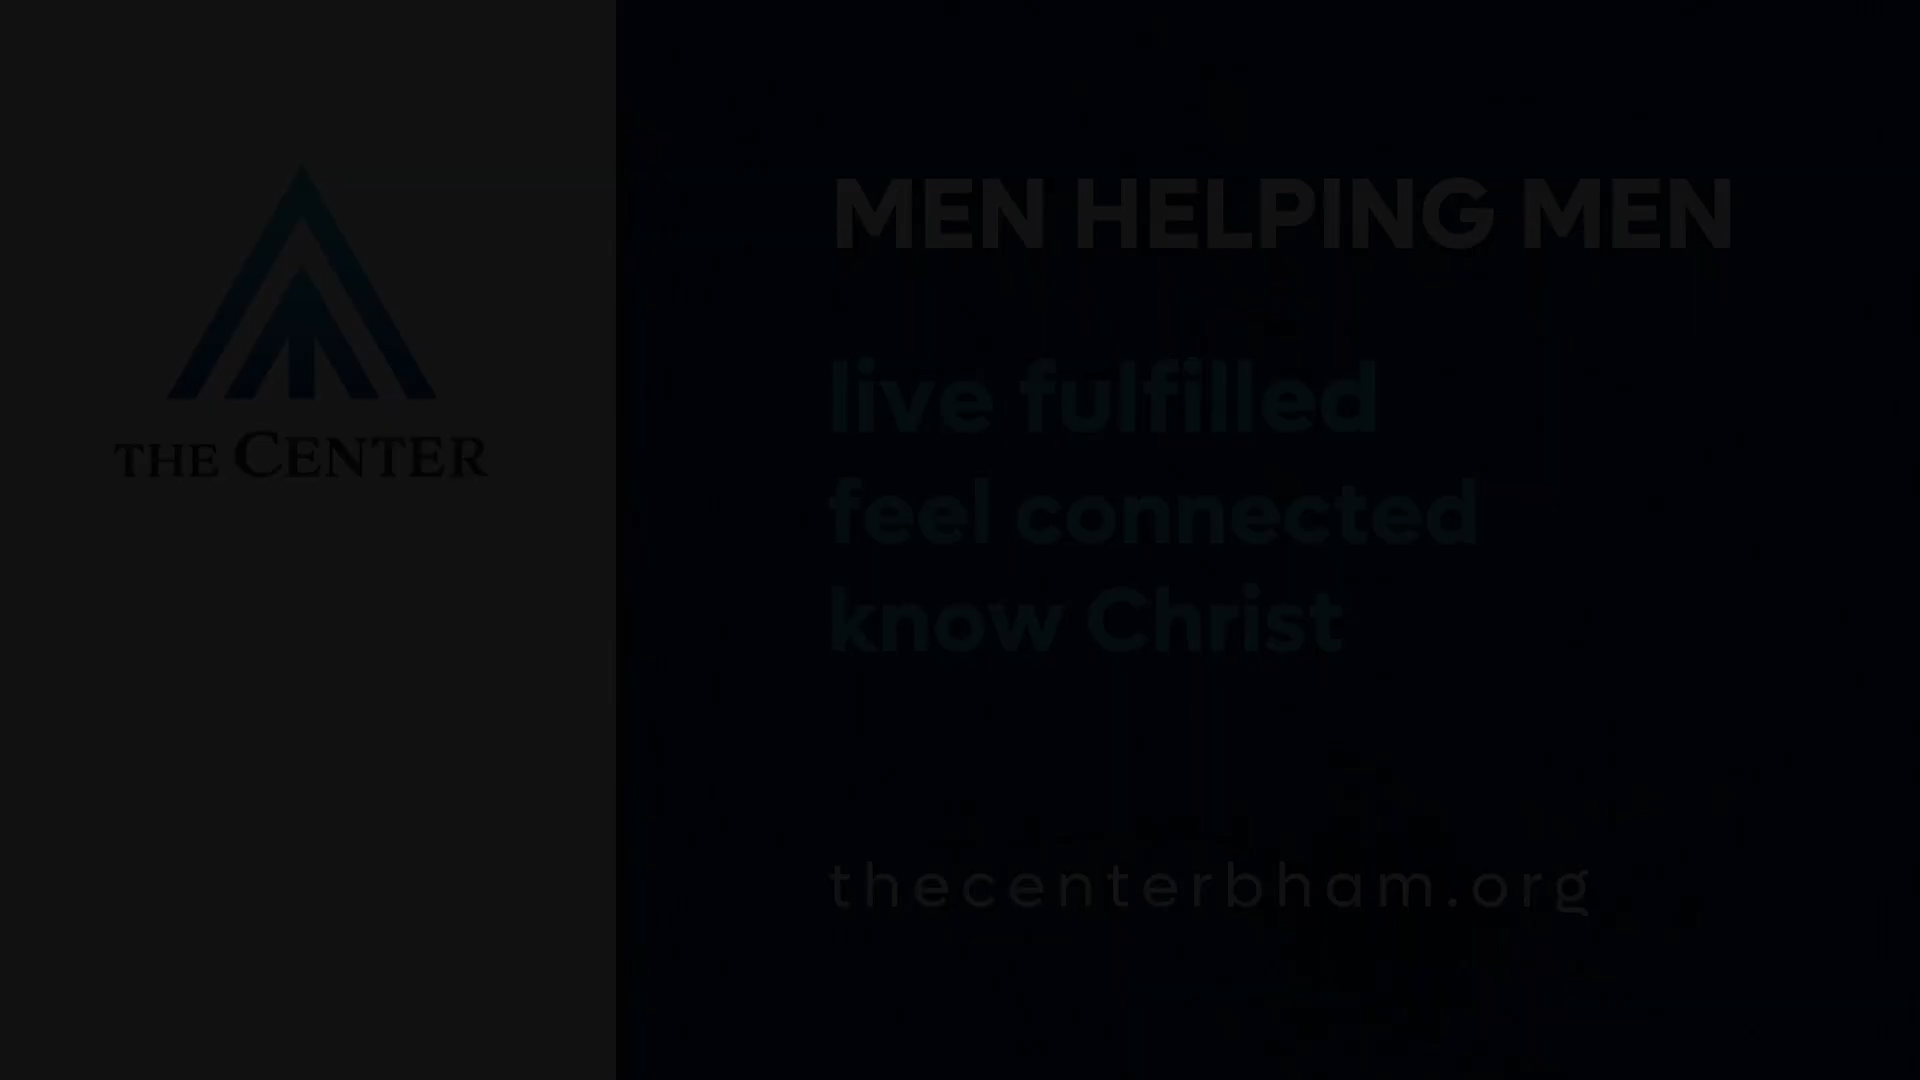 THE CENTER
MEN HELPING MEN
live fulfilled
feel connected
know Christ
thecenterbham.org